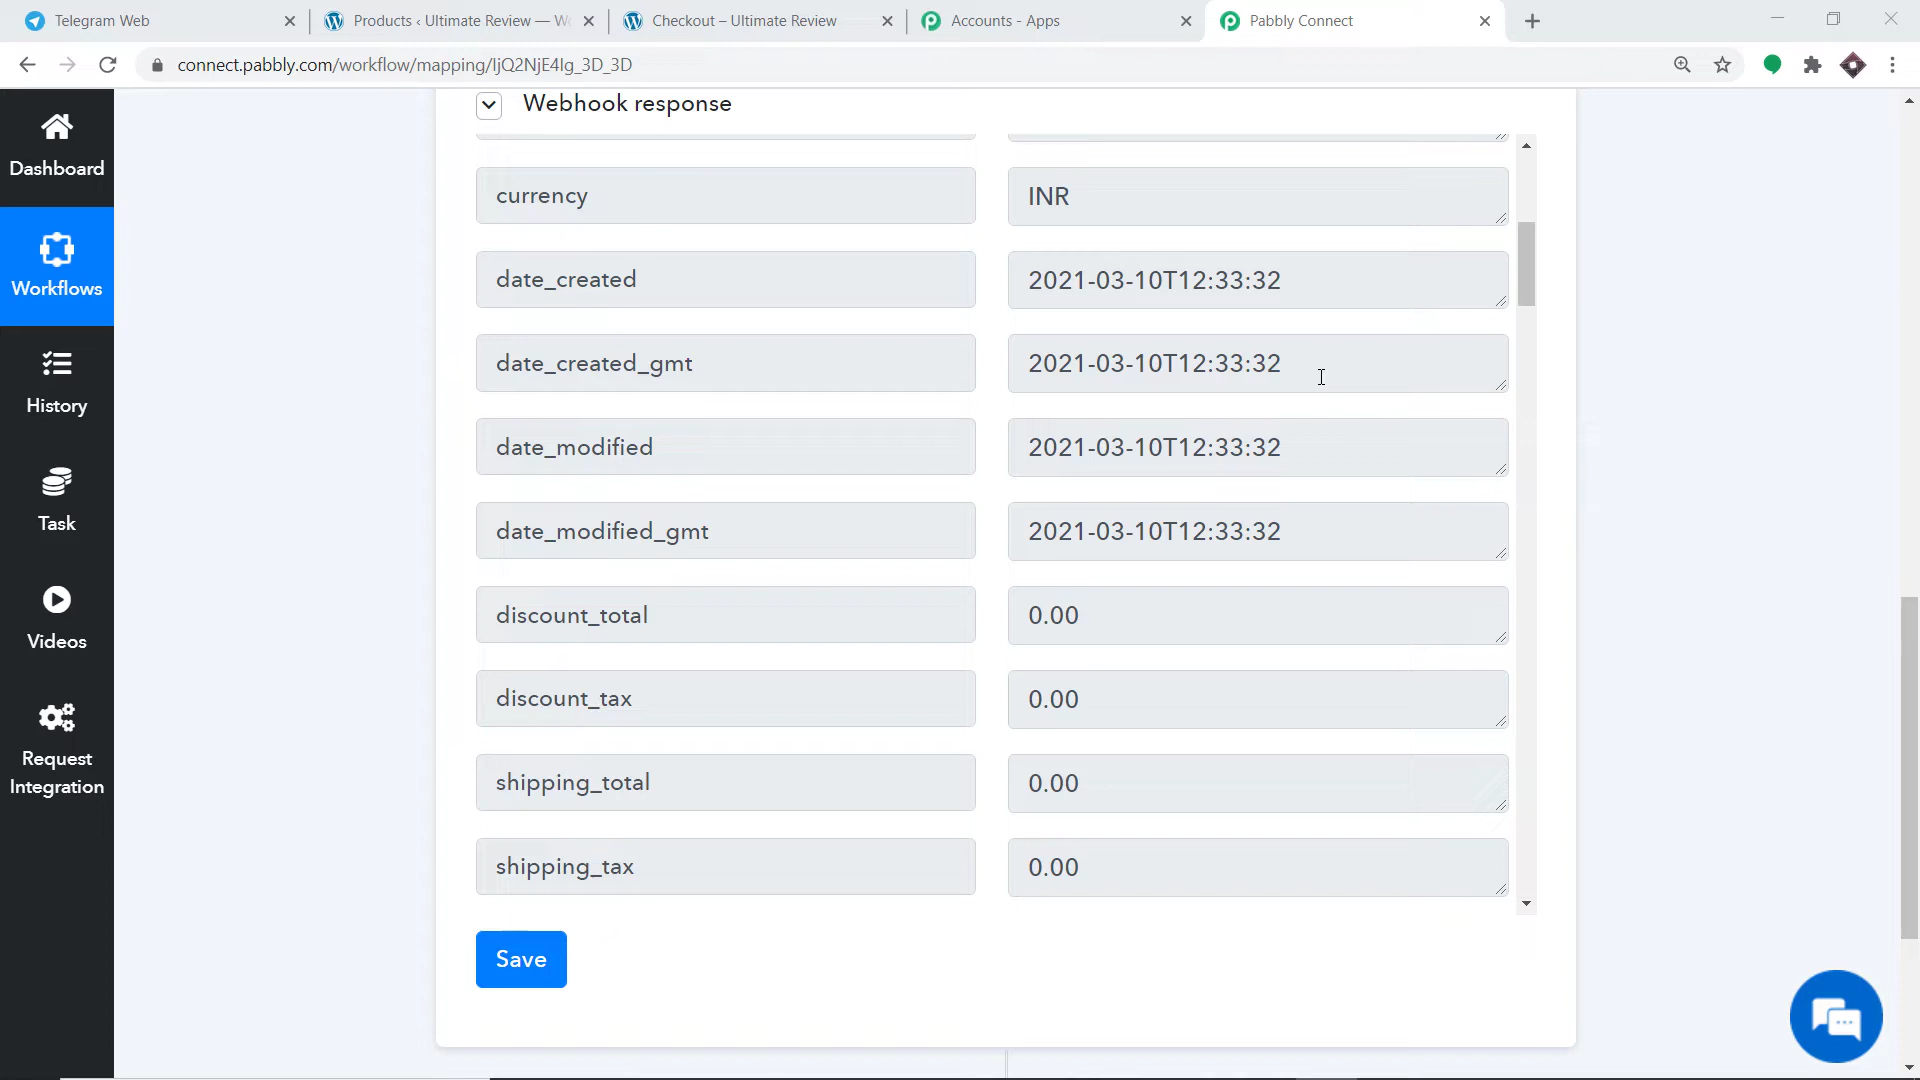 Telegram Web
Products ‹ Ultimate Review — W
Checkout – Ultimate Review
Accounts - Apps
Pabbly Connect
connect.pabbly.com/workflow/mapping/IjQ2NjE4Ig_3D_3D
Dashboard
Workflows
History
Task
Videos
Request
Integration
Webhook response
currency INR
date_created 2021-03-10T12:33:32
date_created_gmt 2021-03-10T12:33:32
date_modified 2021-03-10T12:33:32
date_modified_gmt 2021-03-10T12:33:32
discount_total 0.00
discount_tax 0.00
shipping_total 0.00
shipping_tax 0.00
Save